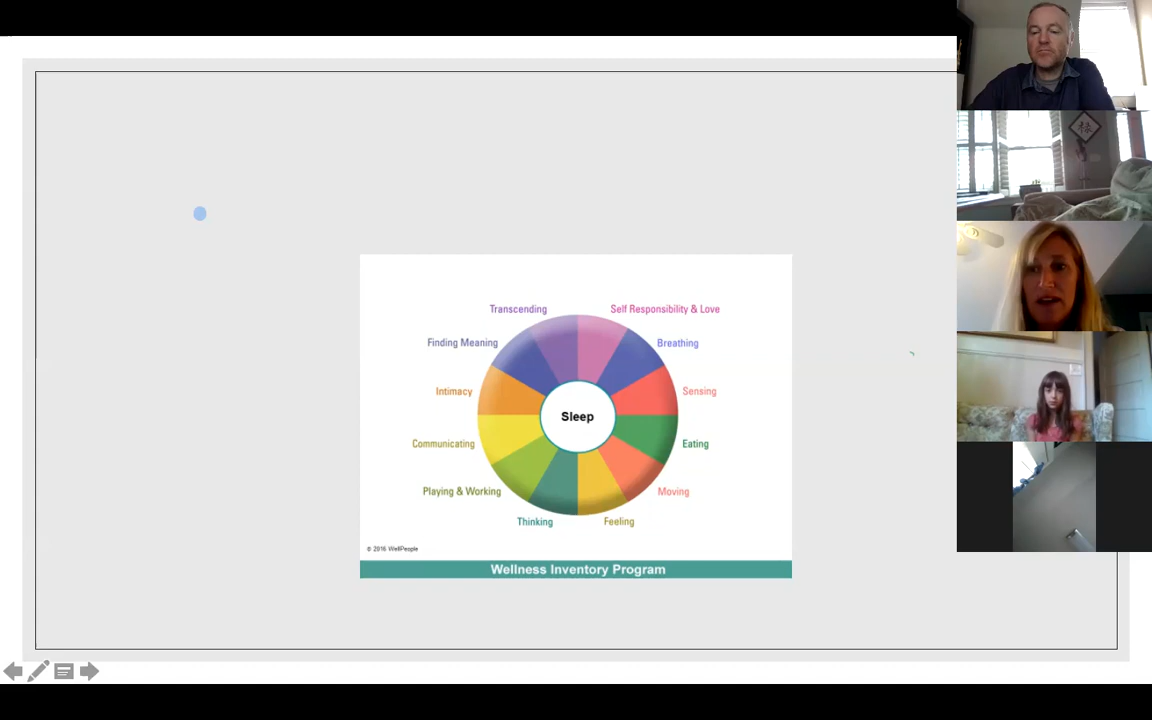 Transcending
Self Responsibility & Love
Finding Meaning
Breathing
Intimacy
Sensing
Sleep
Communicating
Eating
Playing & Working
Moving
Thinking
Feeling
© 2016 WellPeople
Wellness Inventory Program